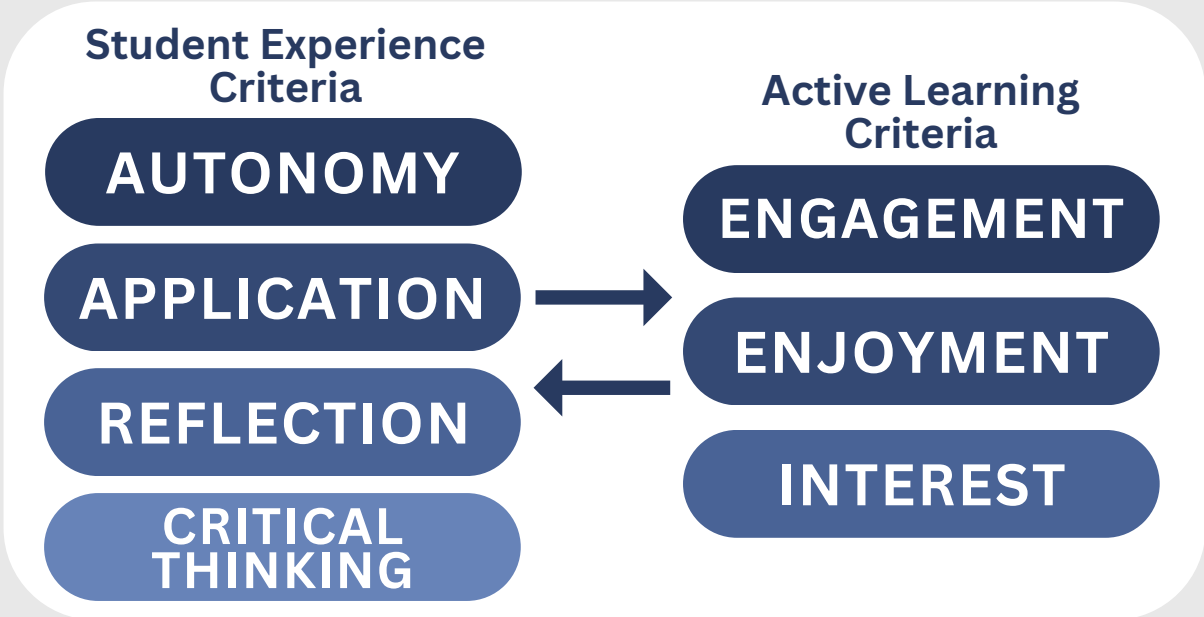 Student Experience
Criteria
AUTONOMY
APPLICATION
REFLECTION
CRITICAL
THINKING
Active Learning
Criteria
ENGAGEMENT
ENJOYMENT
INTEREST